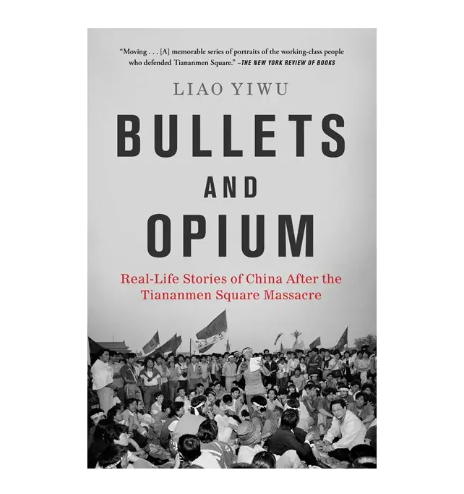 “Moving . . . [A] memorable series of portraits of the working-class people
who defended Tiananmen Square.” –THE NEW YORK REVIEW OF BOOKS
LIAO YIWU
BULLETS
AND
OPIUM
Real-Life Stories of China After the
Tiananmen Square Massacre